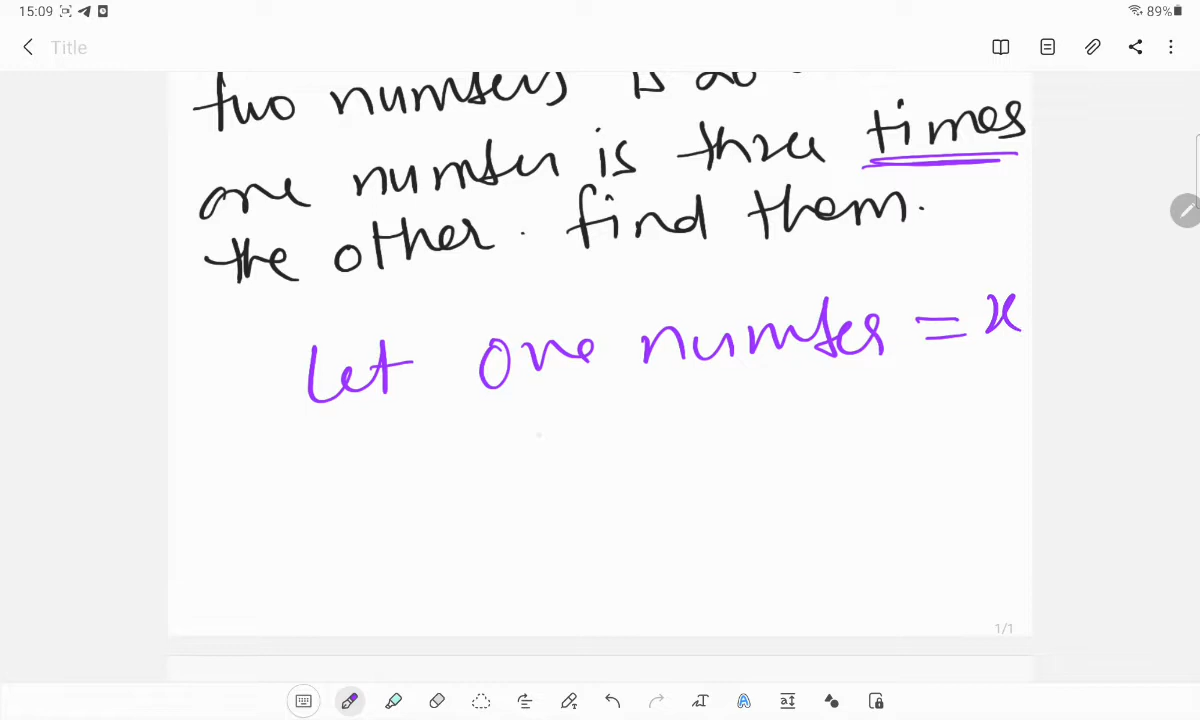 15:09 89%
Title
two numbers is 20
one number is three times
the other. find them.
Let one number = x
1/1